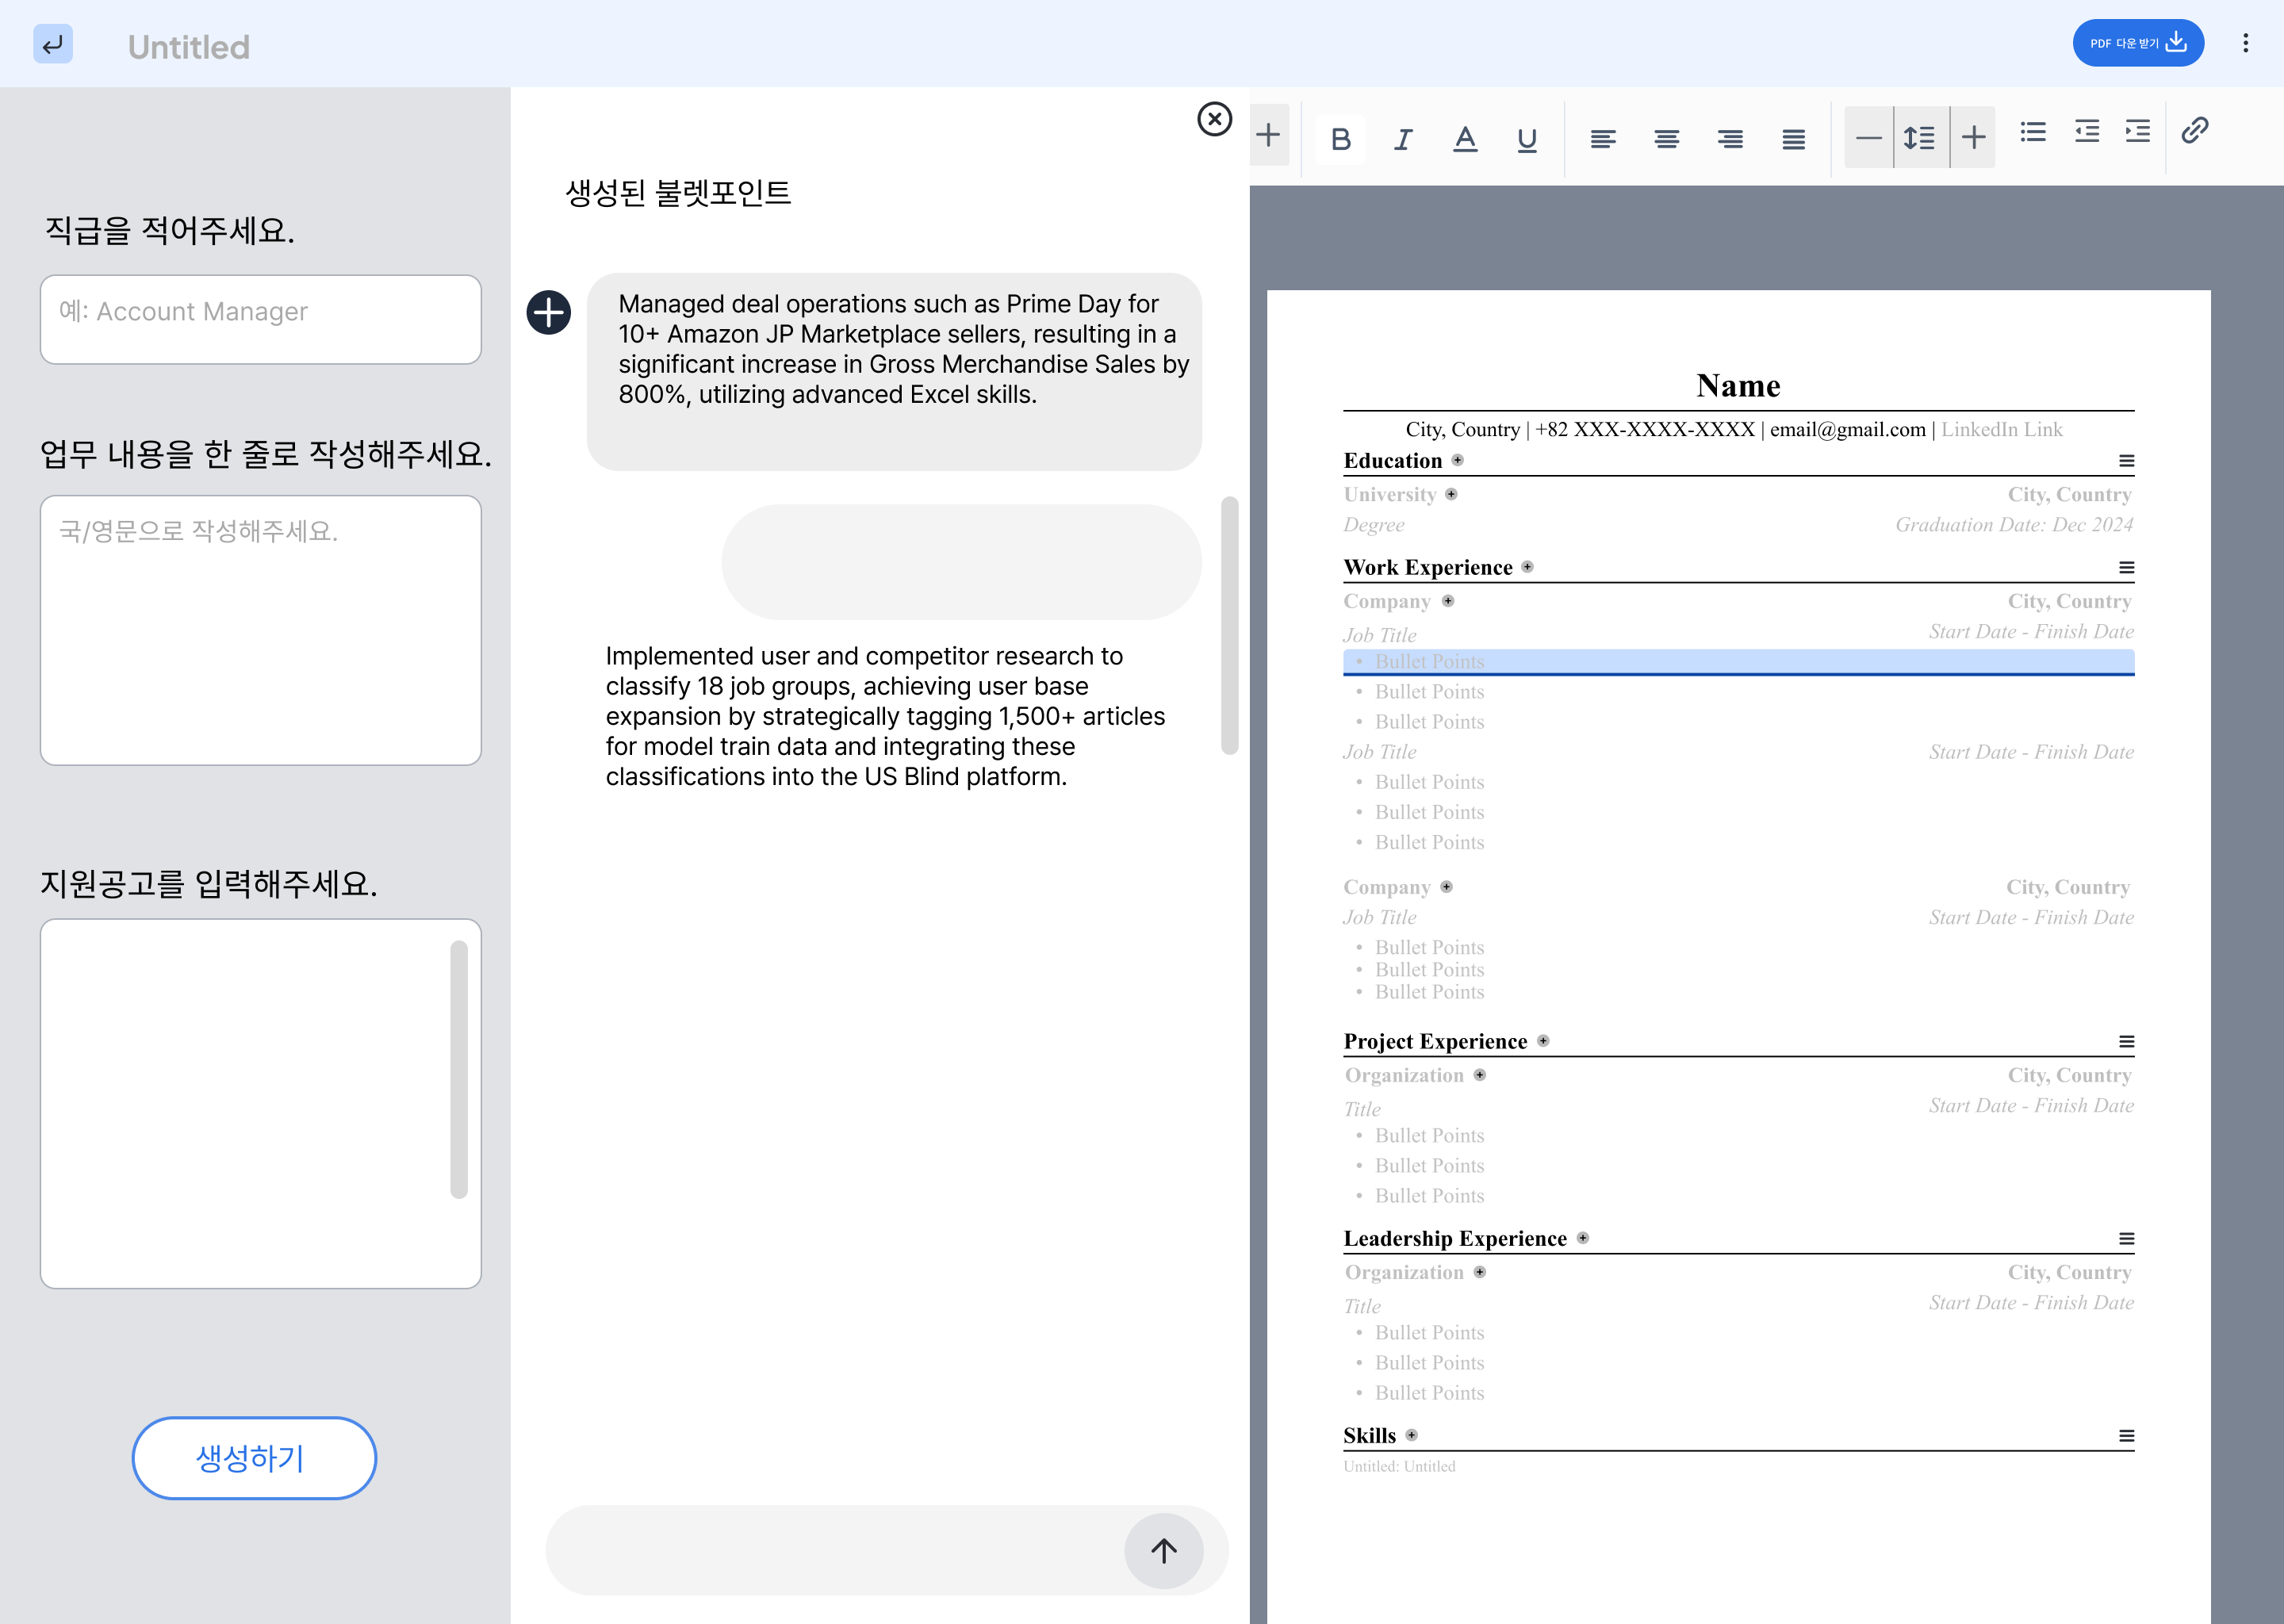 Untitled
PDF 다운 받기
직급을 적어주세요.
예: Account Manager
업무 내용을 한 줄로 작성해주세요.
국/영문으로 작성해주세요.
지원공고를 입력해주세요.
생성하기
생성된 불렛포인트
Managed deal operations such as Prime Day for
10+ Amazon JP Marketplace sellers, resulting in a
significant increase in Gross Merchandise Sales by
800%, utilizing advanced Excel skills.
Implemented user and competitor research to
classify 18 job groups, achieving user base
expansion by strategically tagging 1,500+ articles
for model train data and integrating these
classifications into the US Blind platform.
B I A U
Name
City, Country | +82 XXX-XXXX-XXXX | email@gmail.com | LinkedIn Link
Education
University City, Country
Degree Graduation Date: Dec 2024
Work Experience
Company City, Country
Job Title Start Date - Finish Date
• Bullet Points
• Bullet Points
• Bullet Points
Job Title Start Date - Finish Date
• Bullet Points
• Bullet Points
• Bullet Points
Company City, Country
Job Title Start Date - Finish Date
• Bullet Points
• Bullet Points
• Bullet Points
Project Experience
Organization City, Country
Title Start Date - Finish Date
• Bullet Points
• Bullet Points
• Bullet Points
Leadership Experience
Organization City, Country
Title Start Date - Finish Date
• Bullet Points
• Bullet Points
• Bullet Points
Skills
Untitled: Untitled